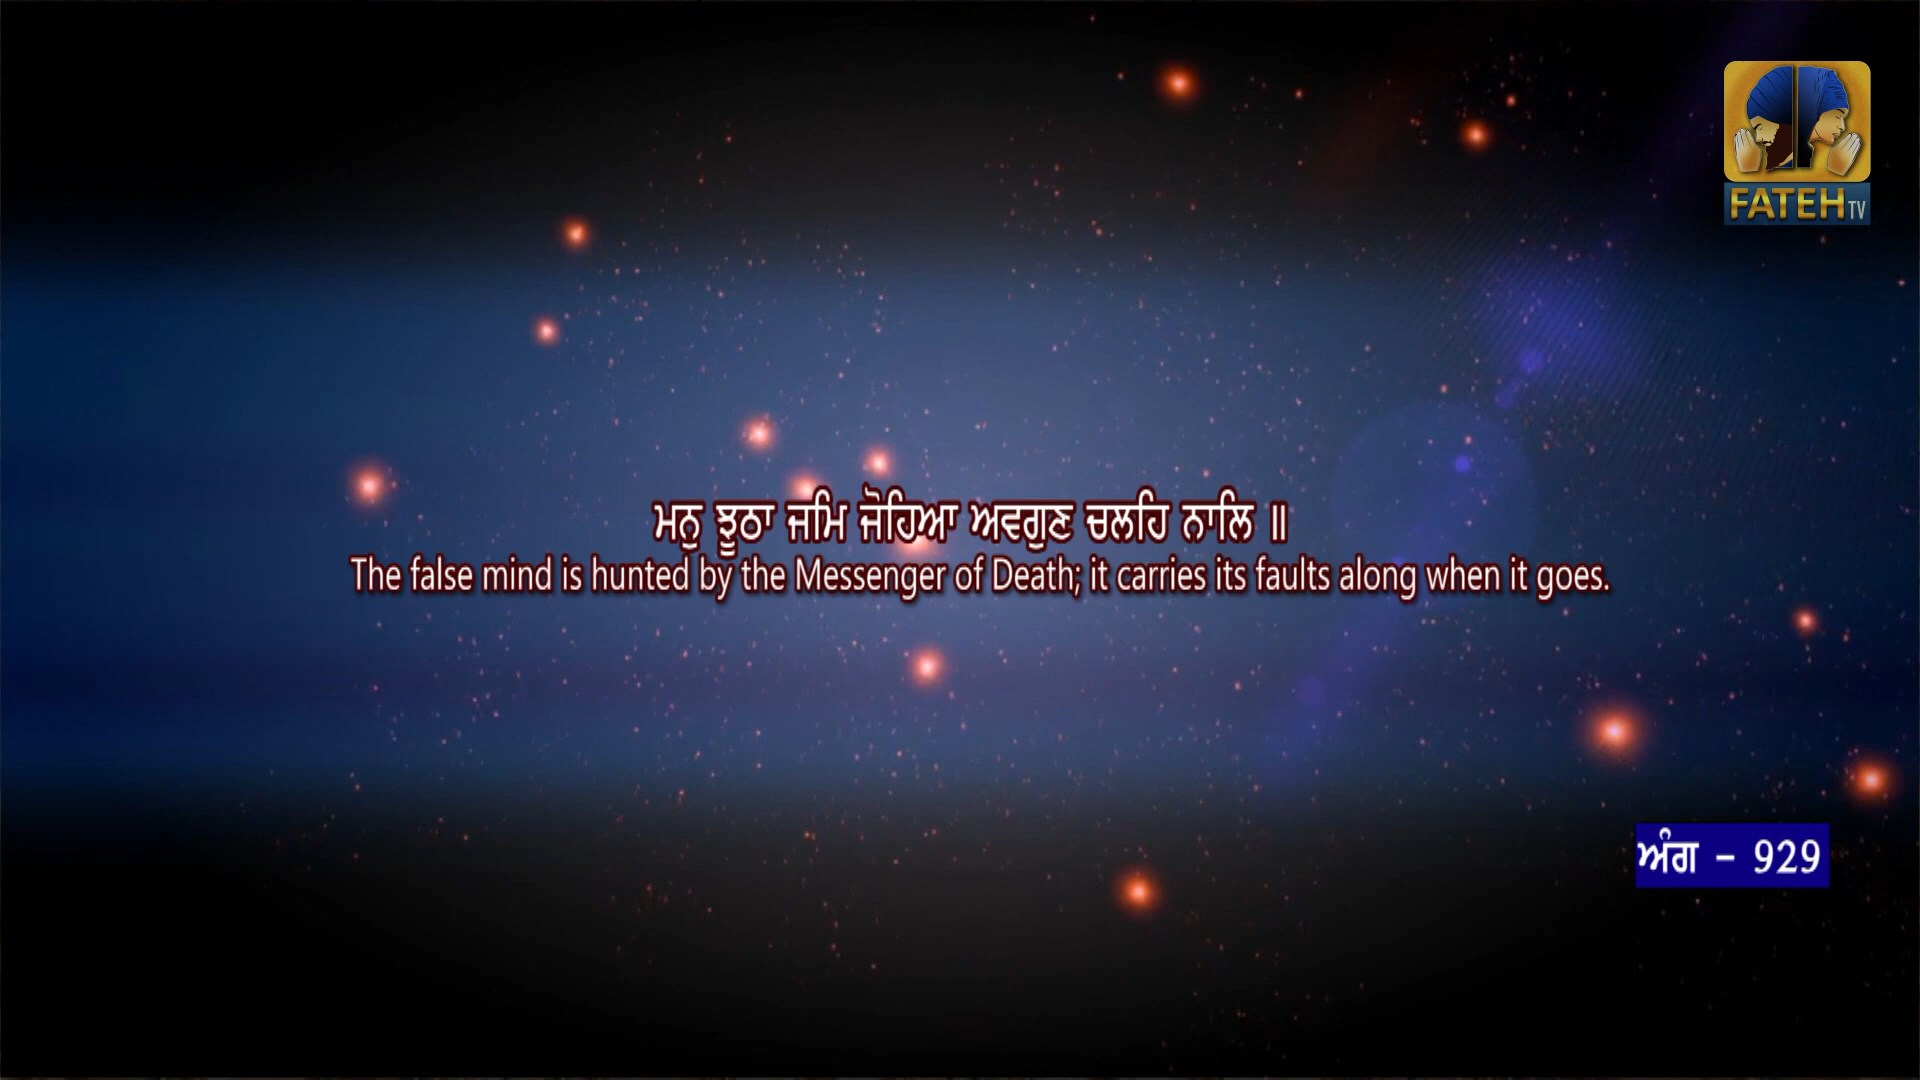 FATEH TV
ਮਨੁ ਝੂਠਾ ਜਮਿ ਜੋਹਿਆ ਅਵਗੁਣ ਚਲਹਿ ਨਾਲਿ ॥
The false mind is hunted by the Messenger of Death; it carries its faults along when it goes.
ਅੰਗ – 929